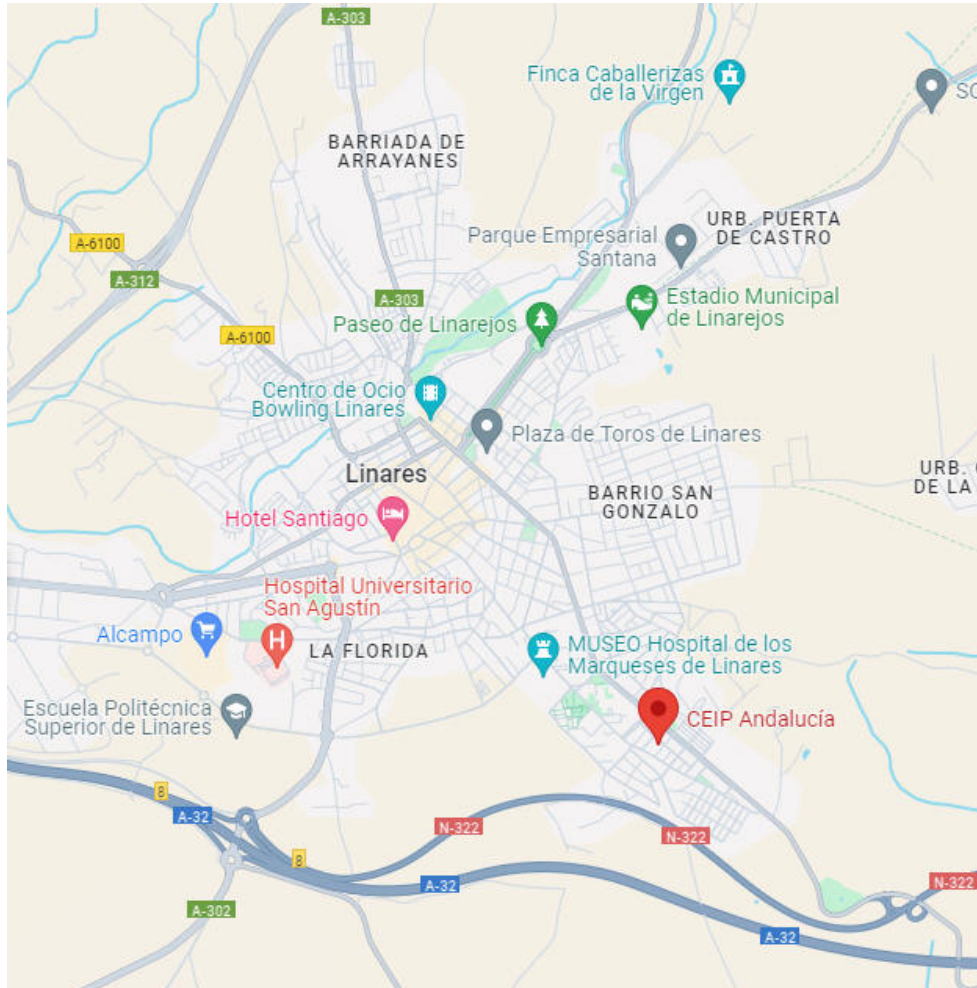 A-303
Finca Caballerizas
de la Virgen
SC
BARRIADA DE
ARRAYANES
URB. PUERTA
DE CASTRO
Parque Empresarial
Santana
A-6100
A-312
A-303
Estadio Municipal
de Linarejos
Paseo de Linarejos
A-6100
Centro de Ocio
Bowling Linares
Plaza de Toros de Linares
Linares
URB.
DE LA
BARRIO SAN
GONZALO
Hotel Santiago
Hospital Universitario
San Agustín
Alcampo
LA FLORIDA
MUSEO Hospital de los
Marqueses de Linares
Escuela Politécnica
Superior de Linares
CEIP Andalucía
8
A-32
N-322
N-322
8
A-32
N-322
A-302
A-32